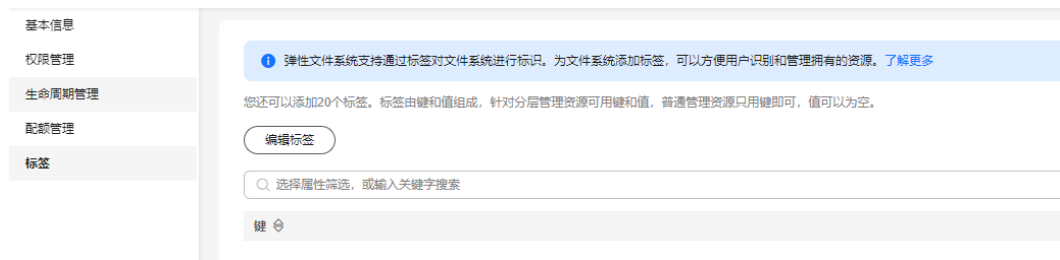 基本信息
权限管理
生命周期管理
配额管理
标签
弹性文件系统支持通过标签对文件系统进行标识。为文件系统添加标签，可以方便用户识别和管理拥有的资源。了解更多
您还可以添加20个标签。标签由键和值组成，针对分层管理资源可用键和值，普通管理资源只用键即可，值可以为空。
编辑标签
选择属性筛选，或输入关键字搜索
键